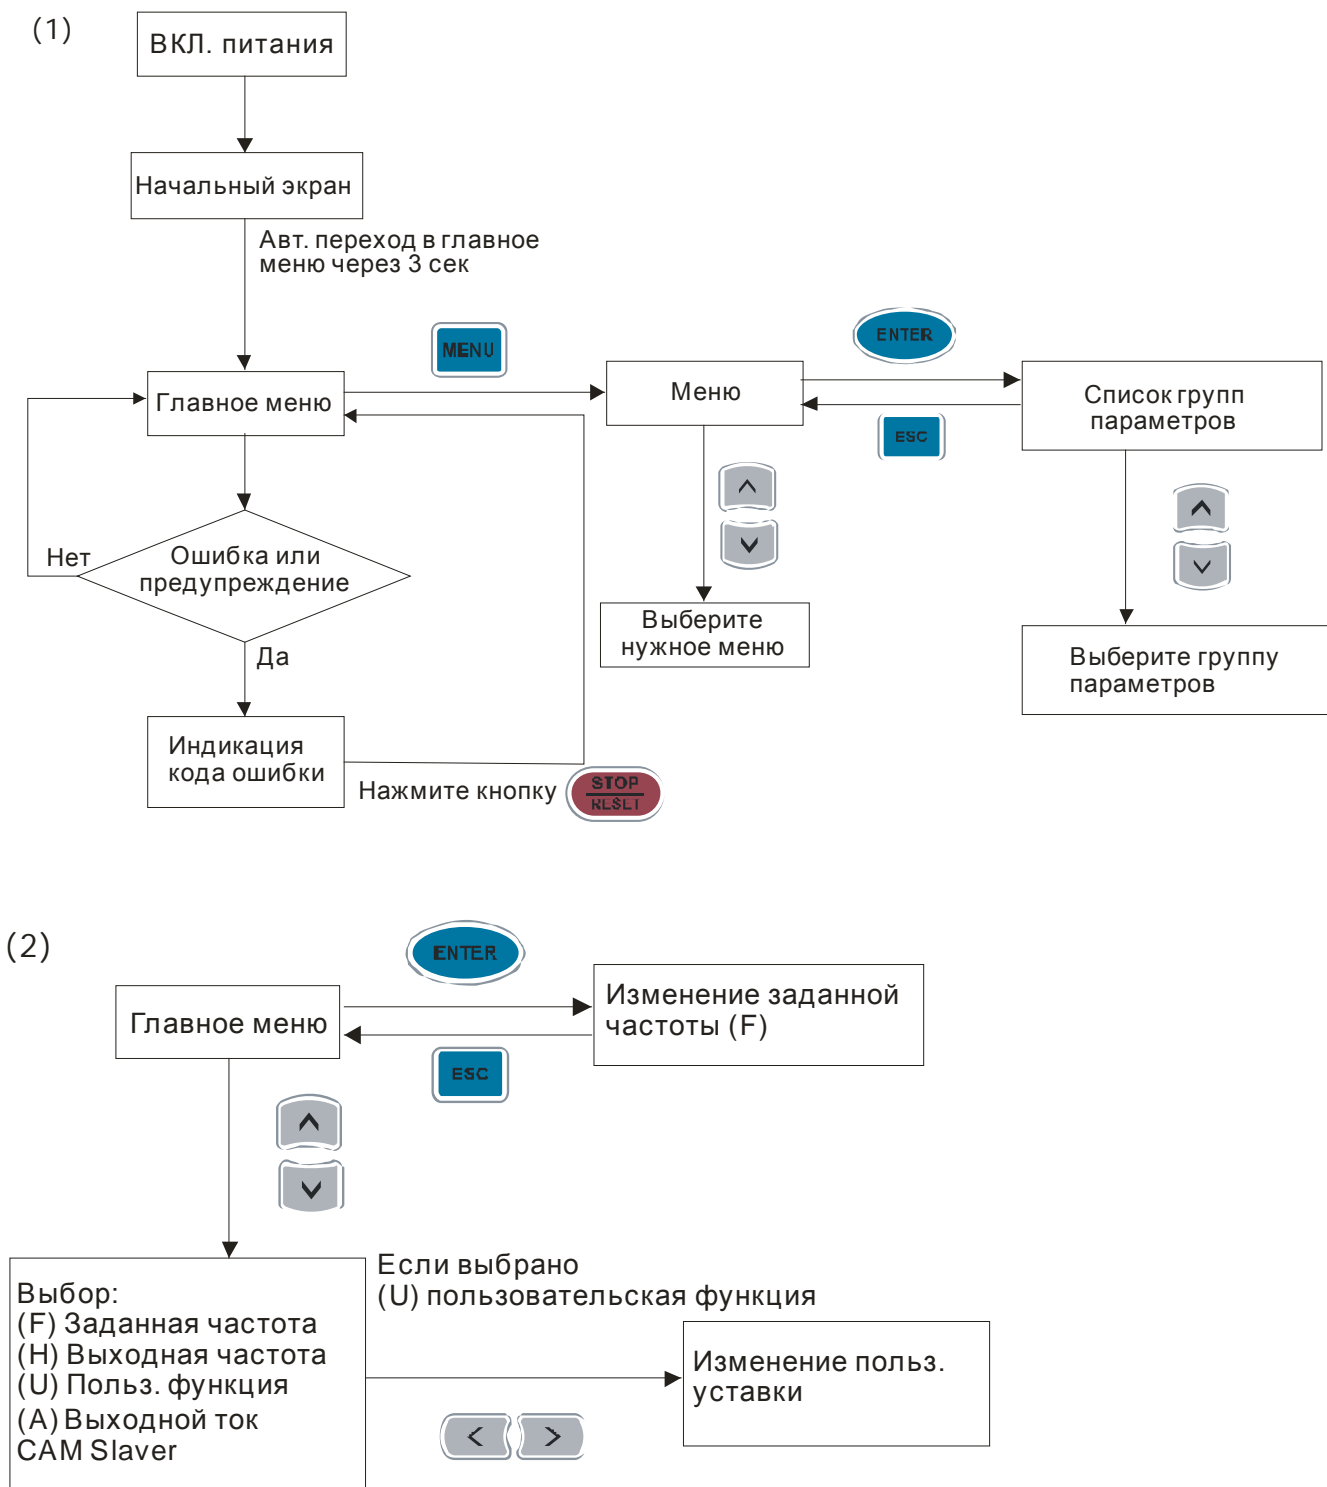 (1)
ВКЛ. питания
Начальный экран
Авт. переход в главное
меню через 3 сек
MENU
ENTER
Главное меню
Меню
Список групп
параметров
ESC
Нет
Ошибка или
предупреждение
Да
Выберите
нужное меню
Выберите группу
параметров
Индикация
кода ошибки
Нажмите кнопку
STOP
RESET
(2)
ENTER
Главное меню
Изменение заданной
частоты (F)
ESC
Если выбрано
(U) пользовательская функция
Выбор:
(F) Заданная частота
(H) Выходная частота
(U) Польз. функция
(A) Выходной ток
CAM Slaver
Изменение польз.
уставки